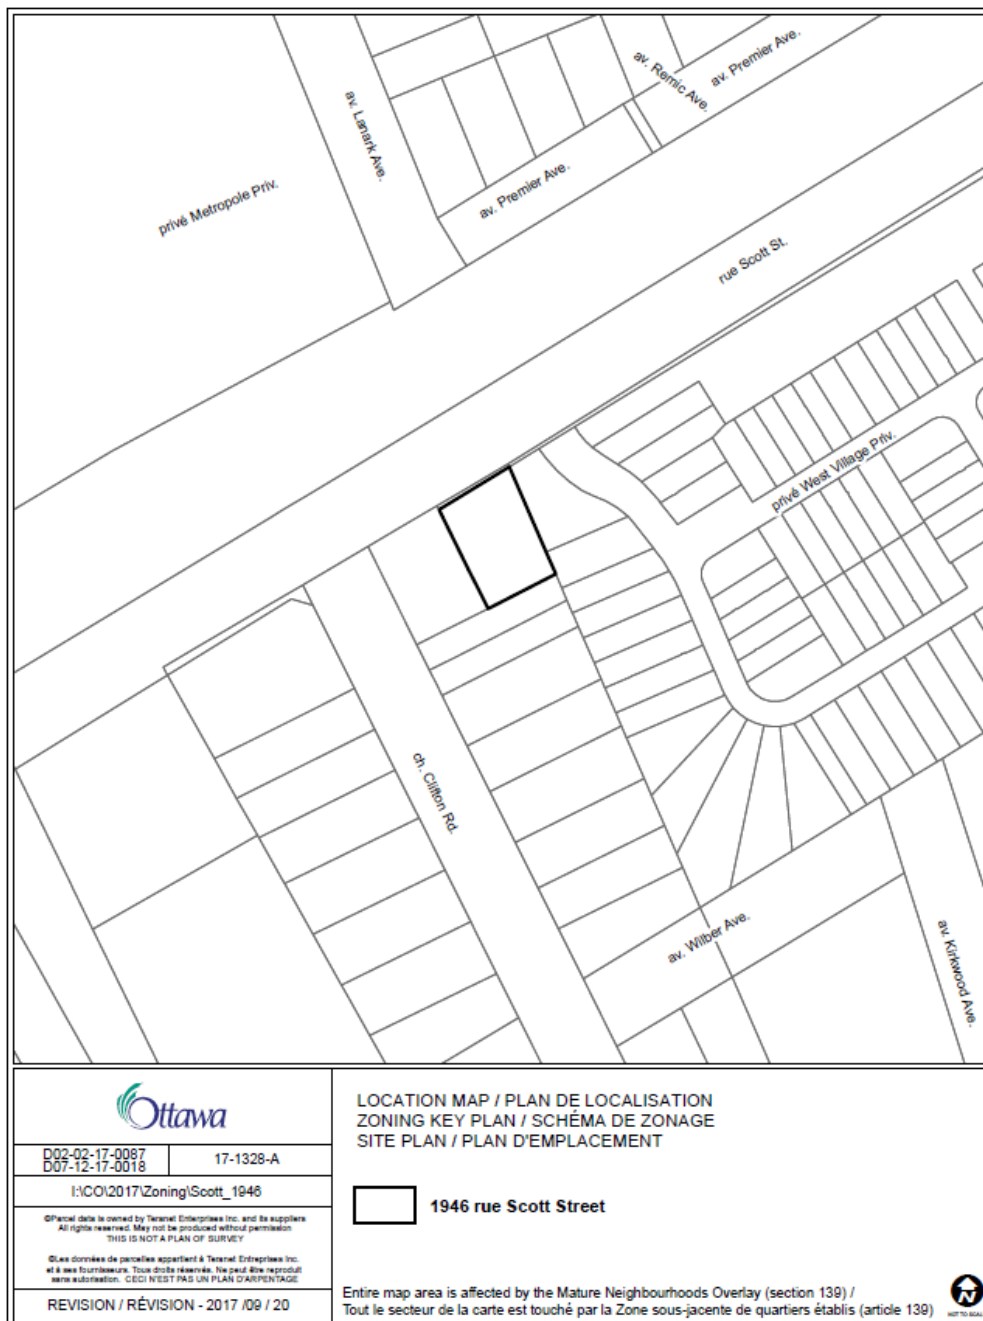 av. Lanark Ave.
av. Remic Ave.
av. Premier Ave.
av. Premier Ave.
privé Metropole Priv.
rue Scott St.
privé West Village Priv.
ch. Clifton Rd.
av. Wilber Ave.
av. Kirkwood Ave.
Ottawa
D02-02-17-0087
D07-12-17-0018
17-1328-A
I:\CO\2017\Zoning\Scott_1946
©Parcel data is owned by Teranet Enterprises Inc. and its suppliers
All rights reserved. May not be produced without permission
THIS IS NOT A PLAN OF SURVEY
©Les données de parcelles appartient à Teranet Entreprises Inc.
et à ses fournisseurs. Tous droits réservés. Ne peut être reproduit
sans autorisation. CECI N'EST PAS UN PLAN D'ARPENTAGE
REVISION / RÉVISION - 2017 /09 / 20
LOCATION MAP / PLAN DE LOCALISATION
ZONING KEY PLAN / SCHÉMA DE ZONAGE
SITE PLAN / PLAN D'EMPLACEMENT
1946 rue Scott Street
Entire map area is affected by the Mature Neighbourhoods Overlay (section 139) /
Tout le secteur de la carte est touché par la Zone sous-jacente de quartiers établis (article 139)
N
NOT TO SCALE